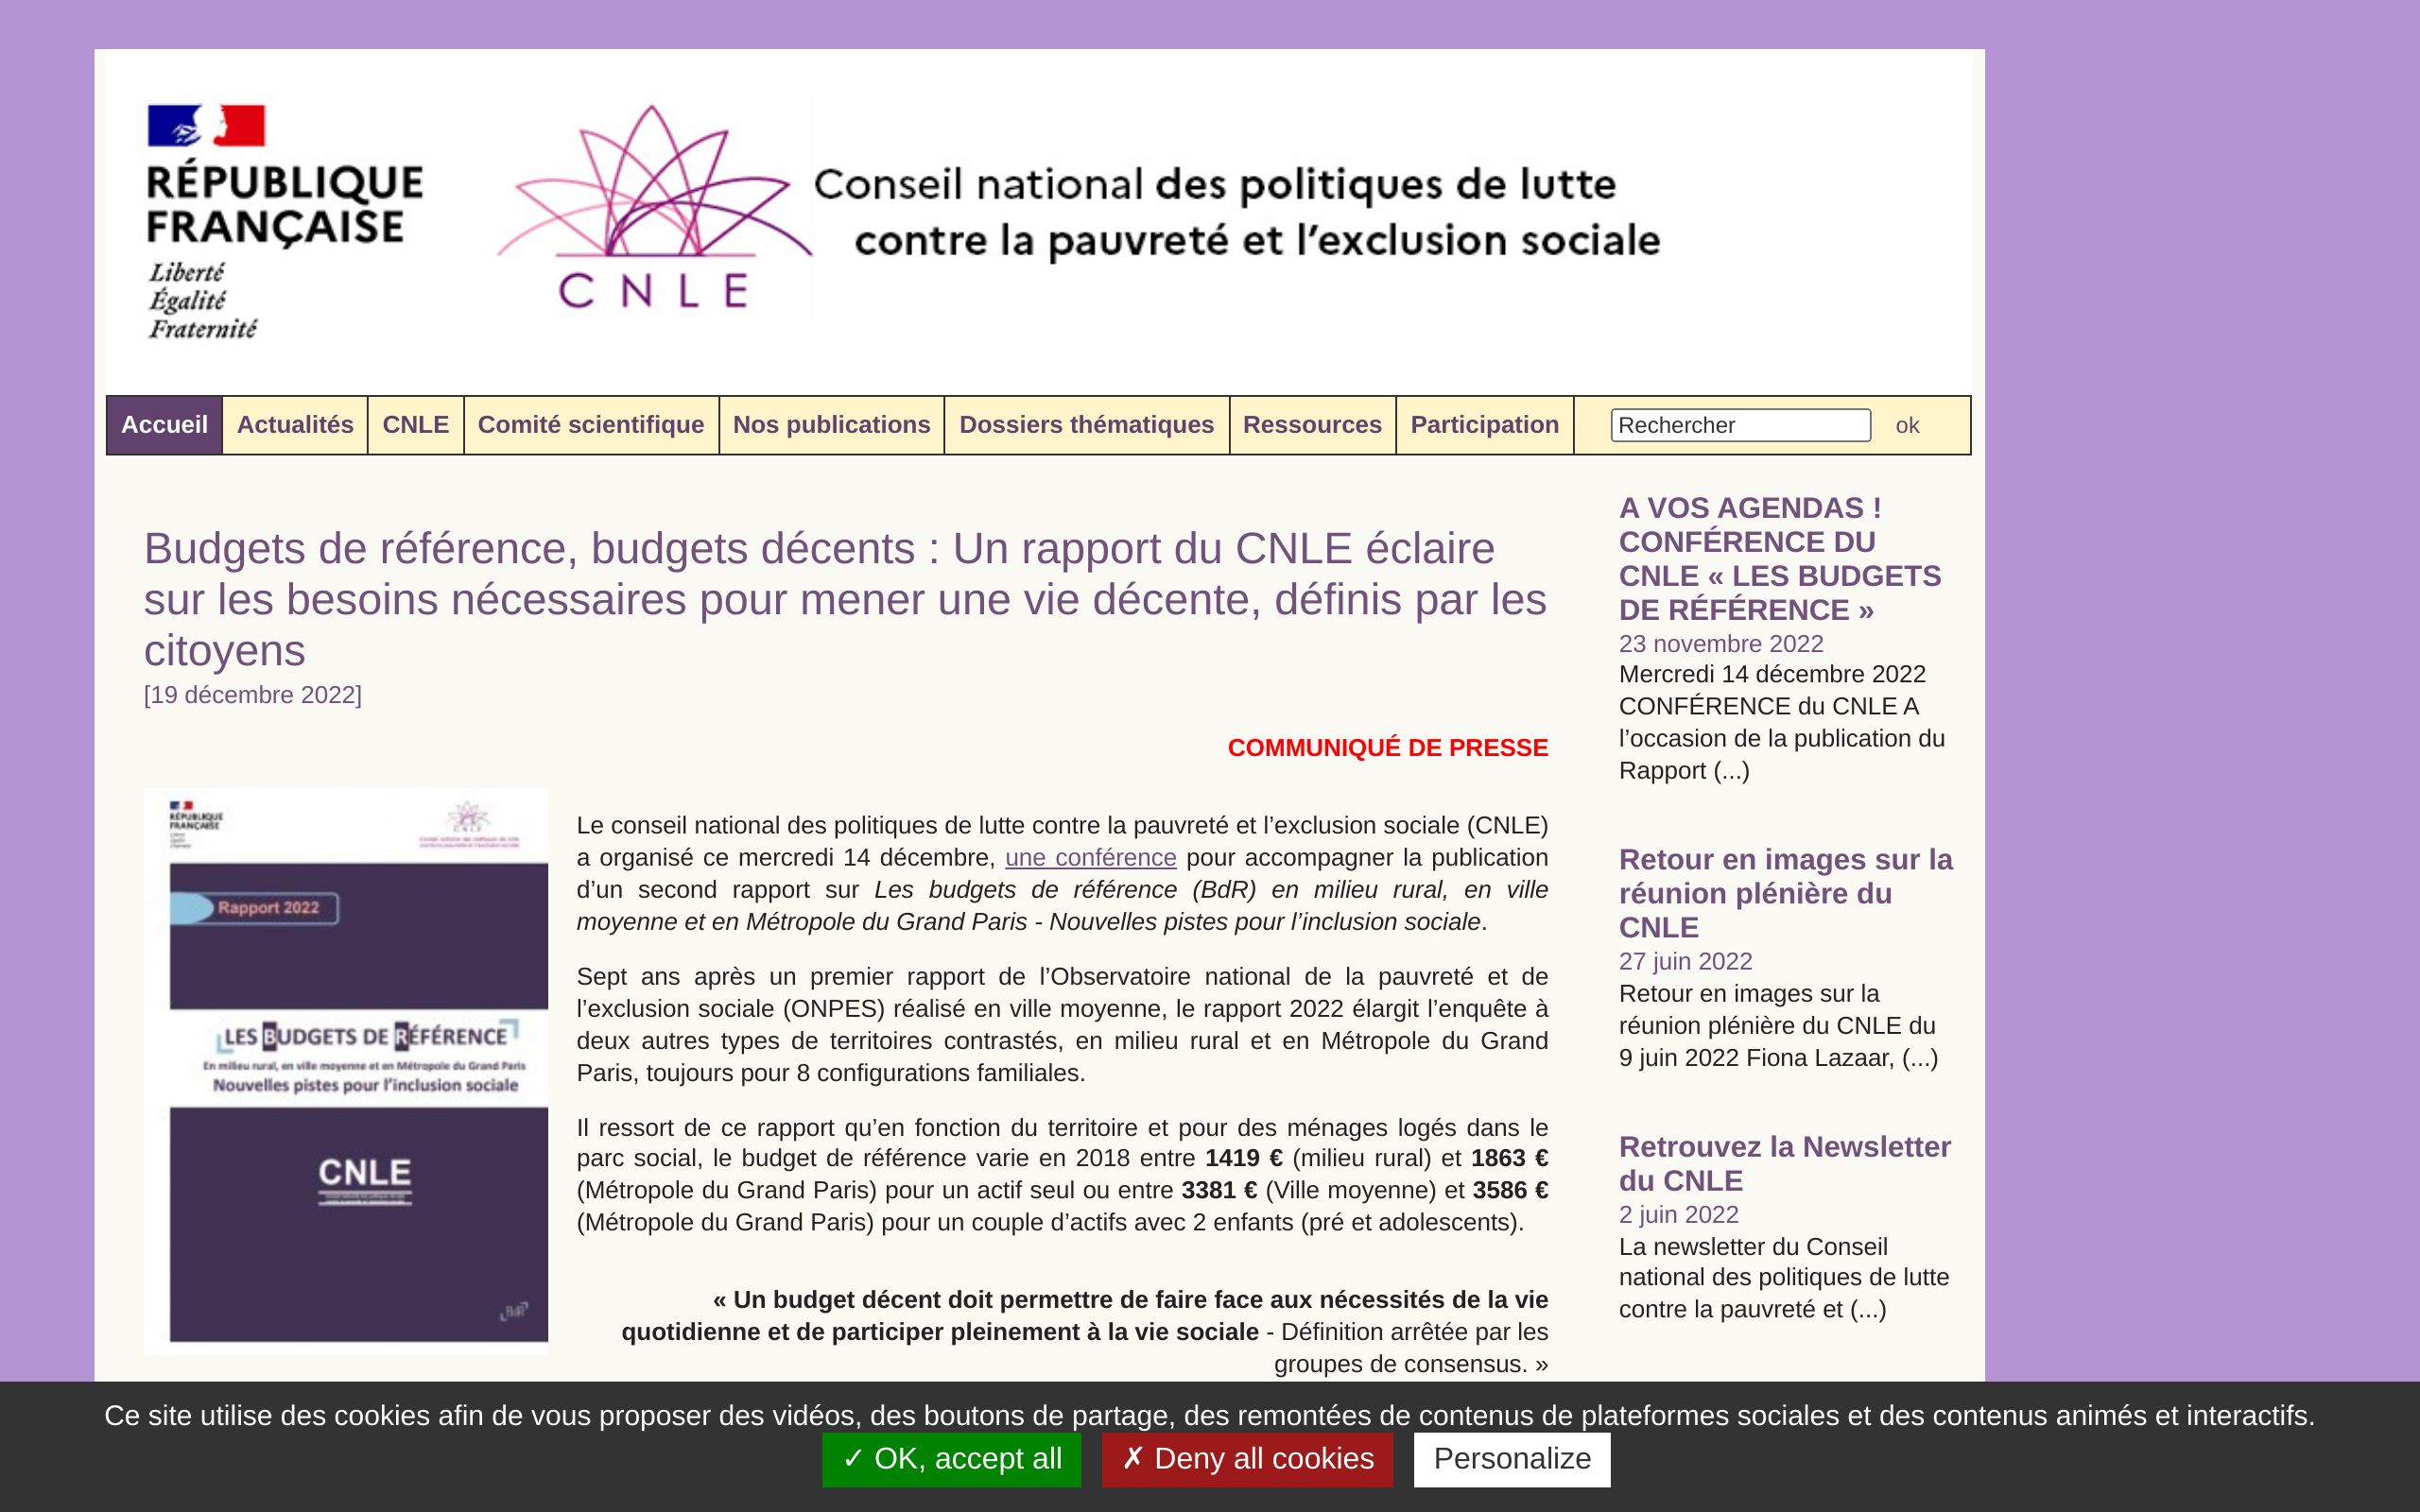 RÉPUBLIQUE
FRANÇAISE
Liberté
Égalité
Fraternité
CNLE
Conseil national des politiques de lutte
contre la pauvreté et l’exclusion sociale
Accueil Actualités CNLE Comité scientifique Nos publications Dossiers thématiques Ressources Participation Rechercher ok
Budgets de référence, budgets décents : Un rapport du CNLE éclaire
sur les besoins nécessaires pour mener une vie décente, définis par les
citoyens
[19 décembre 2022]
COMMUNIQUÉ DE PRESSE
RÉPUBLIQUE
FRANÇAISE
CNLE
Rapport 2022
LES BUDGETS DE RÉFÉRENCE
En milieu rural, en ville moyenne et en Métropole du Grand Paris
Nouvelles pistes pour l’inclusion sociale
CNLE
BdR
Le conseil national des politiques de lutte contre la pauvreté et l’exclusion sociale (CNLE)
a organisé ce mercredi 14 décembre, une conférence pour accompagner la publication
d’un second rapport sur Les budgets de référence (BdR) en milieu rural, en ville
moyenne et en Métropole du Grand Paris - Nouvelles pistes pour l’inclusion sociale.
Sept ans après un premier rapport de l’Observatoire national de la pauvreté et de
l’exclusion sociale (ONPES) réalisé en ville moyenne, le rapport 2022 élargit l’enquête à
deux autres types de territoires contrastés, en milieu rural et en Métropole du Grand
Paris, toujours pour 8 configurations familiales.
Il ressort de ce rapport qu’en fonction du territoire et pour des ménages logés dans le
parc social, le budget de référence varie en 2018 entre 1419 € (milieu rural) et 1863 €
(Métropole du Grand Paris) pour un actif seul ou entre 3381 € (Ville moyenne) et 3586 €
(Métropole du Grand Paris) pour un couple d’actifs avec 2 enfants (pré et adolescents).
« Un budget décent doit permettre de faire face aux nécessités de la vie
quotidienne et de participer pleinement à la vie sociale - Définition arrêtée par les
groupes de consensus. »
A VOS AGENDAS !
CONFÉRENCE DU
CNLE « LES BUDGETS
DE RÉFÉRENCE »
23 novembre 2022
Mercredi 14 décembre 2022
CONFÉRENCE du CNLE A
l’occasion de la publication du
Rapport (...)
Retour en images sur la
réunion plénière du
CNLE
27 juin 2022
Retour en images sur la
réunion plénière du CNLE du
9 juin 2022 Fiona Lazaar, (...)
Retrouvez la Newsletter
du CNLE
2 juin 2022
La newsletter du Conseil
national des politiques de lutte
contre la pauvreté et (...)
Ce site utilise des cookies afin de vous proposer des vidéos, des boutons de partage, des remontées de contenus de plateformes sociales et des contenus animés et interactifs.
✓ OK, accept all ✗ Deny all cookies Personalize